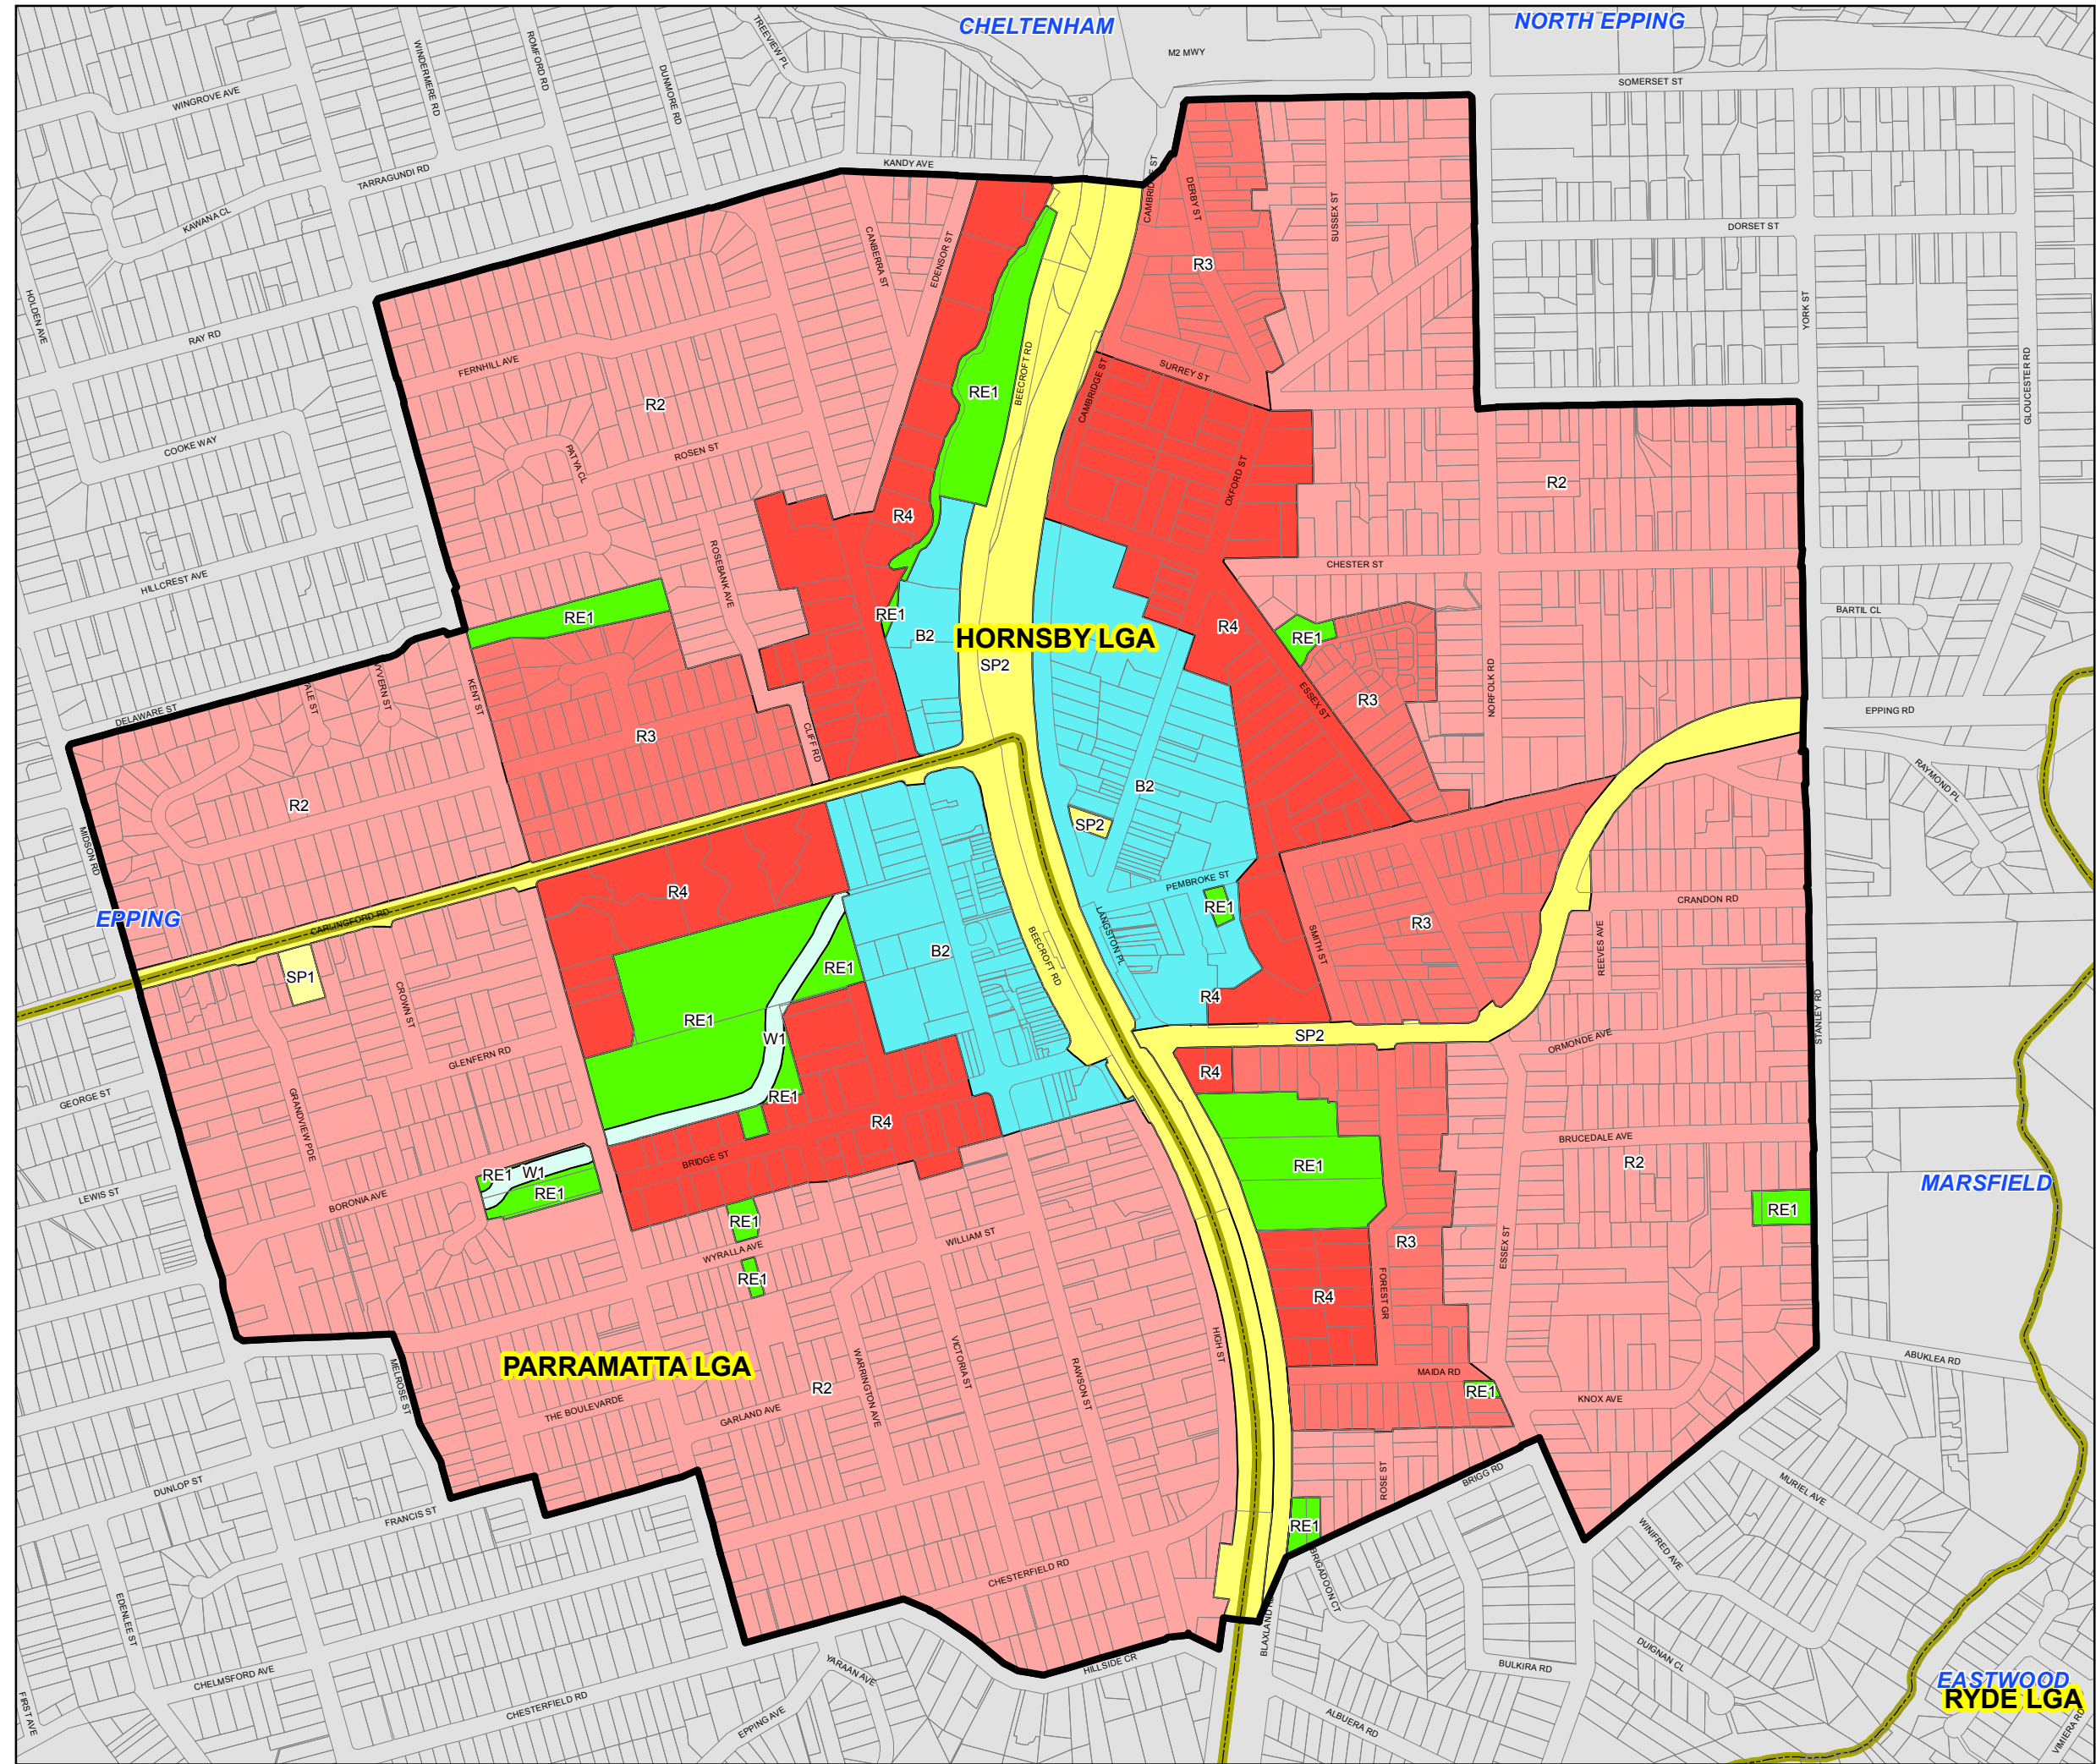 CHELTENHAM
NORTH EPPING
M2 MWY
TREEVIEW PL
WINDERMERE RD
ROMFORD RD
DUNMORE RD
WINGROVE AVE
SOMERSET ST
KANDY AVE
TARRAGUNDI RD
CAMBRIDGE ST
DERBY ST
SUSSEX ST
KAWANA CL
CANBERRA ST
EDENSOR ST
DORSET ST
R3
HOLDEN AVE
RAY RD
YORK ST
FERNHILL AVE
BEECROFT RD
SURREY ST
GLOUCESTER RD
RE1
CAMBRIDGE ST
R2
COOKE WAY
PATYA CL
ROSEN ST
OXFORD ST
R2
R4
ROSEBANK AVE
CHESTER ST
HILLCREST AVE
RE1
RE1
BARTIL CL
B2
HORNSBY LGA
R4
RE1
SP2
KENT ST
WYVERN ST
ESSEX ST
R3
NORFOLK RD
DELAWARE ST
EPPING RD
R3
CLIFF RD
R2
B2
RAYMOND PL
SP2
MIDSON RD
PEMBROKE ST
R4
RE1
CRANDON RD
EPPING
CARLINGFORD RD
LANGSTON PL
SMITH ST
R3
REEVES AVE
B2
BEECROFT RD
SP1
RE1
CROWN ST
R4
STANLEY RD
RE1
W1
SP2
ORMONDE AVE
GLENFERN RD
R4
GEORGE ST
GRANDVIEW PDE
RE1
R4
BRUCEDALE AVE
BRIDGE ST
RE1
R2
RE1
W1
RE1
MARSFIELD
LEWIS ST
BORONIA AVE
RE1
RE1
WILLIAM ST
R3
ESSEX ST
WYRALLA AVE
RE1
R4
FOREST GR
HIGH ST
PARRAMATTA LGA
VICTORIA ST
WARRINGTON AVE
RAWSON ST
ABUKLEA RD
MELROSE ST
R2
MAIDA RD
RE1
KNOX AVE
THE BOULEVARDE
GARLAND AVE
ROSE ST
BRIGG RD
DUNLOP ST
MURIEL AVE
FRANCIS ST
RE1
WINIFRED AVE
CHESTERFIELD RD
BRIGADOON CT
EDENLEE ST
BLAXLAND RD
DUIGNAN CL
HILLSIDE CR
YARAAN AVE
BULKIRA RD
CHELMSFORD AVE
EASTWOOD
RYDE LGA
FIRST AVE
CHESTERFIELD RD
EPPING AVE
ALBUERA RD
VIMIERA RD